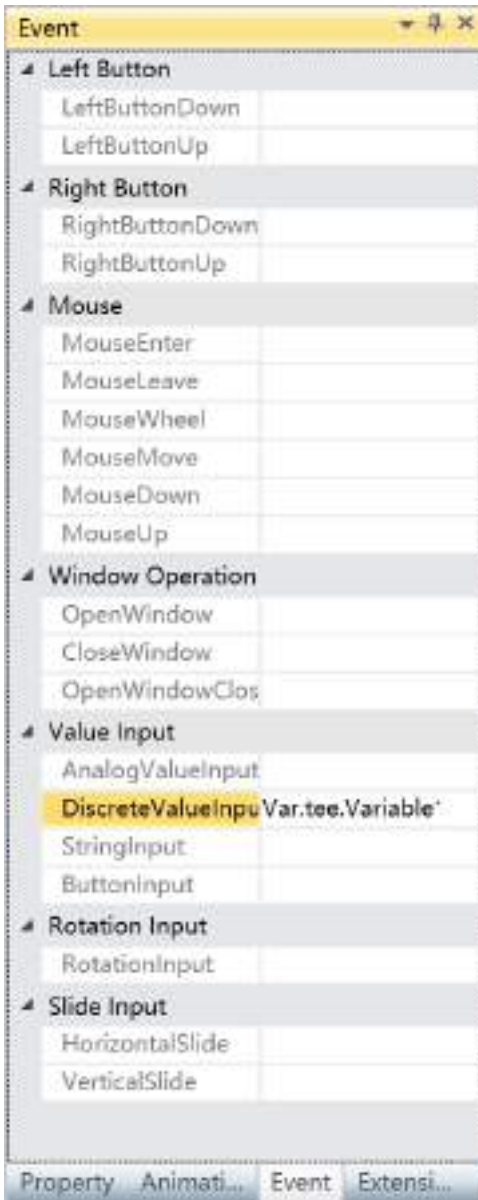 Event
Left Button
LeftButtonDown
LeftButtonUp
Right Button
RightButtonDown
RightButtonUp
Mouse
MouseEnter
MouseLeave
MouseWheel
MouseMove
MouseDown
MouseUp
Window Operation
OpenWindow
CloseWindow
OpenWindowClos
Value Input
AnalogValueInput
DiscreteValueInpu Var.tee.Variable
StringInput
ButtonInput
Rotation Input
RotationInput
Slide Input
HorizontalSlide
VerticalSlide
Property Animati... Event Extensi...